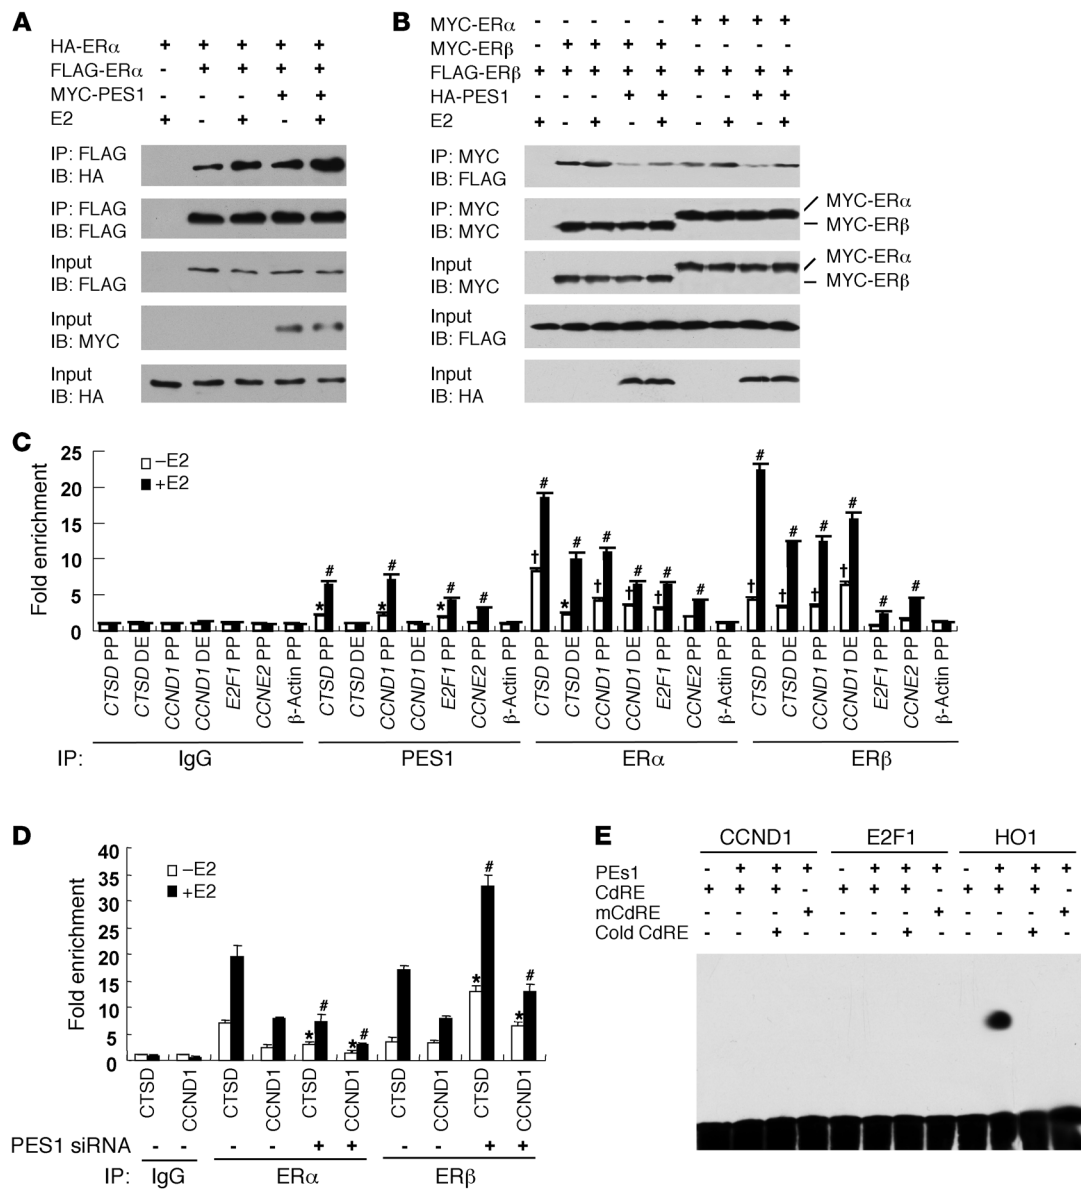 A
HA-ERα + + + + +
FLAG-ERα - + + + +
MYC-PES1 - - - + +
E2 + - + - +
IP: FLAG
IB: HA
IP: FLAG
IB: FLAG
Input
IB: FLAG
Input
IB: MYC
Input
IB: HA
B
MYC-ERα - - - - - + + + +
MYC-ERβ - + + + + - - - -
FLAG-ERβ + + + + + + + + +
HA-PES1 - - - + + - - + +
E2 + - + - + - + - +
IP: MYC
IB: FLAG
IP: MYC
IB: MYC
MYC-ERα
MYC-ERβ
Input
IB: MYC
MYC-ERα
MYC-ERβ
Input
IB: FLAG
Input
IB: HA
C
Fold enrichment
25
20
15
10
5
0
–E2
+E2
* # * # * # # † # * # † # † # † # # † # † # † # † # # #
CTSD PP CTSD DE CCND1 PP CCND1 DE E2F1 PP CCNE2 PP β-Actin PP
CTSD PP CTSD DE CCND1 PP CCND1 DE E2F1 PP CCNE2 PP β-Actin PP
CTSD PP CTSD DE CCND1 PP CCND1 DE E2F1 PP CCNE2 PP β-Actin PP
CTSD PP CTSD DE CCND1 PP CCND1 DE E2F1 PP CCNE2 PP β-Actin PP
IP: IgG PES1 ERα ERβ
D
Fold enrichment
40
35
30
25
20
15
10
5
0
–E2
+E2
* # * # * # * #
CTSD CCND1 CTSD CCND1 CTSD CCND1 CTSD CCND1 CTSD CCND1
PES1 siRNA - - - - + + - - + +
IP: IgG ERα ERβ
E
CCND1 E2F1 HO1
PEs1 - + + + - + + + - + + +
CdRE + + + - + + + - + + + -
mCdRE - - - + - - - + - - - +
Cold CdRE - - + - - + - - +